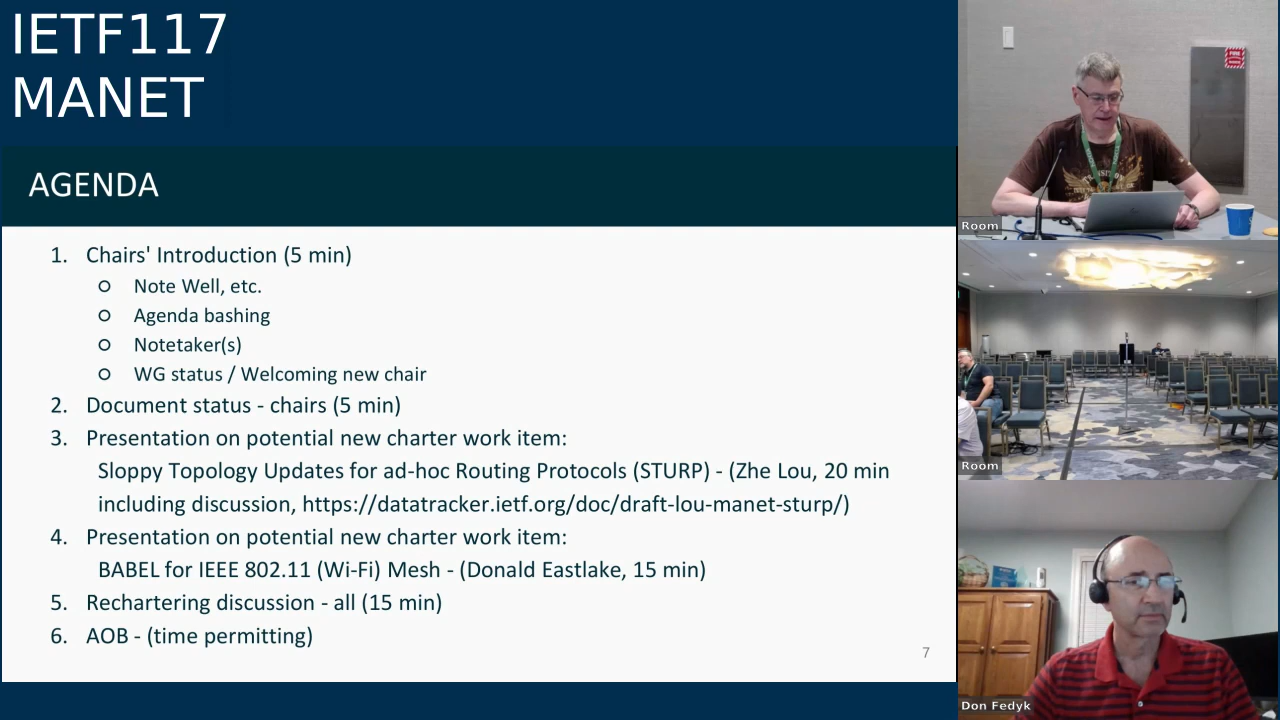 IETF117
MANET
AGENDA
1. Chairs' Introduction (5 min)
Note Well, etc.
Agenda bashing
Notetaker(s)
WG status / Welcoming new chair
2. Document status - chairs (5 min)
3. Presentation on potential new charter work item:
Sloppy Topology Updates for ad-hoc Routing Protocols (STURP) - (Zhe Lou, 20 min
including discussion, https://datatracker.ietf.org/doc/draft-lou-manet-sturp/)
4. Presentation on potential new charter work item:
BABEL for IEEE 802.11 (Wi-Fi) Mesh - (Donald Eastlake, 15 min)
5. Rechartering discussion - all (15 min)
6. AOB - (time permitting)
7
Room
Room
Don Fedyk